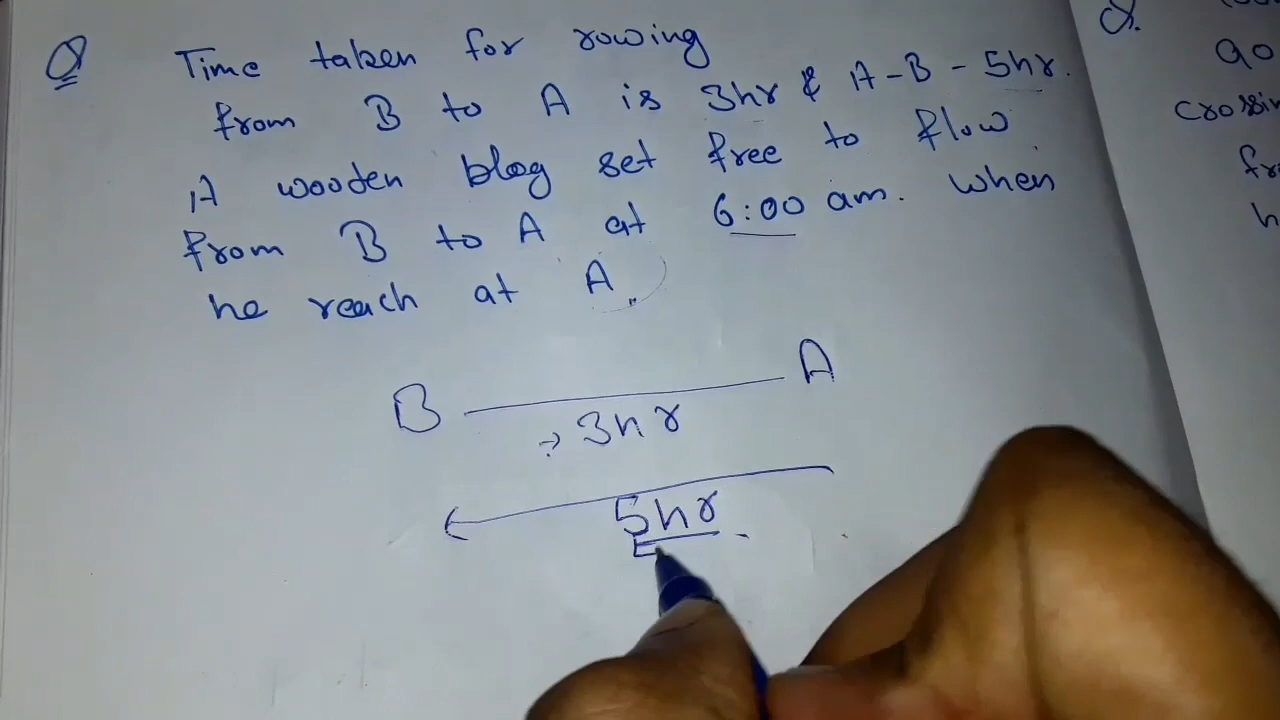 Q Time taken for rowing
from B to A is 3hr & A-B - 5hr.
A wooden blog set free to flow
from B to A at 6:00 am. when
he reach at A
B A
3hr
5hr
Q.
crossin